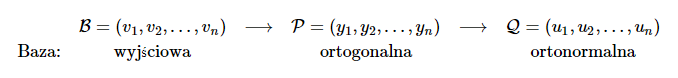 ℬ = (v₁, v₂, . . . , vₙ) ⟶ 𝒫 = (y₁, y₂, . . . , yₙ) ⟶ 𝒬 = (u₁, u₂, . . . , uₙ)
Baza: wyjściowa ortogonalna ortonormalna